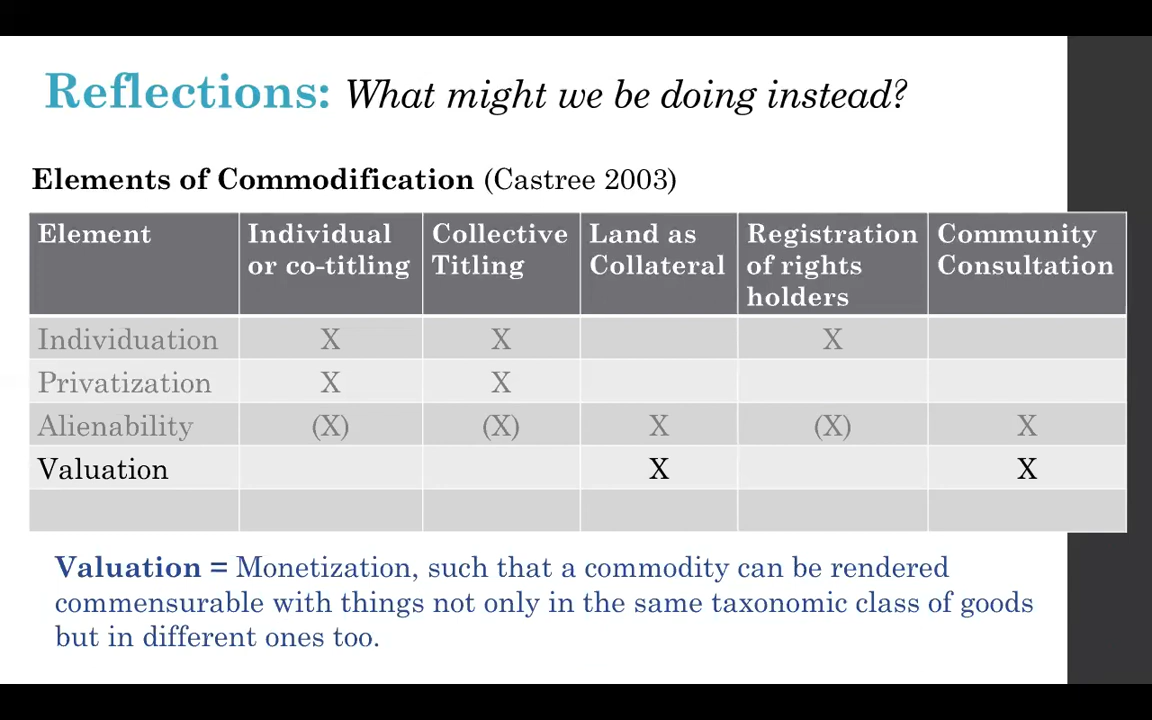 Reflections: What might we be doing instead?
Elements of Commodification (Castree 2003)
Element Individual or co-titling Collective Titling Land as Collateral Registration of rights holders Community Consultation
Individuation X X X
Privatization X X
Alienability (X) (X) X (X) X
Valuation X X
Valuation = Monetization, such that a commodity can be rendered
commensurable with things not only in the same taxonomic class of goods
but in different ones too.